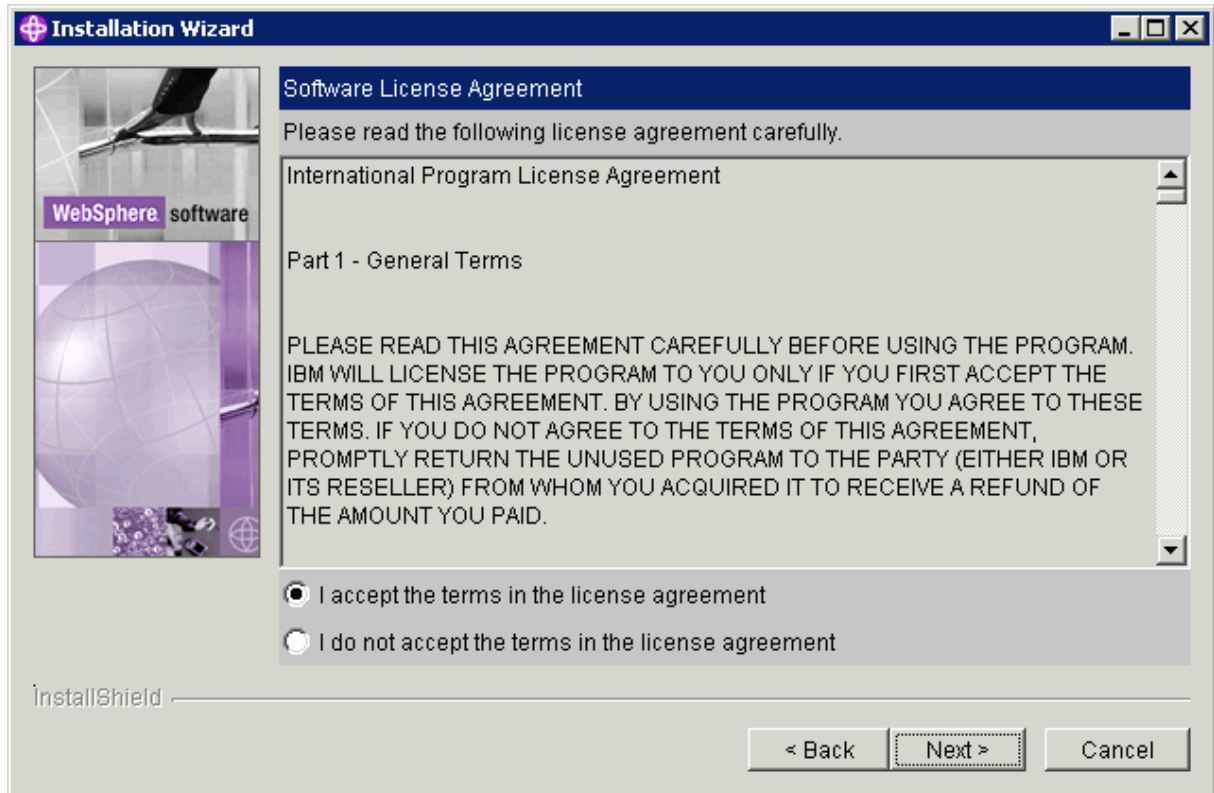 Installation Wizard
WebSphere software
Software License Agreement
Please read the following license agreement carefully.
International Program License Agreement
Part 1 - General Terms
PLEASE READ THIS AGREEMENT CAREFULLY BEFORE USING THE PROGRAM.
IBM WILL LICENSE THE PROGRAM TO YOU ONLY IF YOU FIRST ACCEPT THE
TERMS OF THIS AGREEMENT. BY USING THE PROGRAM YOU AGREE TO THESE
TERMS. IF YOU DO NOT AGREE TO THE TERMS OF THIS AGREEMENT,
PROMPTLY RETURN THE UNUSED PROGRAM TO THE PARTY (EITHER IBM OR
ITS RESELLER) FROM WHOM YOU ACQUIRED IT TO RECEIVE A REFUND OF
THE AMOUNT YOU PAID.
I accept the terms in the license agreement
I do not accept the terms in the license agreement
InstallShield
< Back Next > Cancel